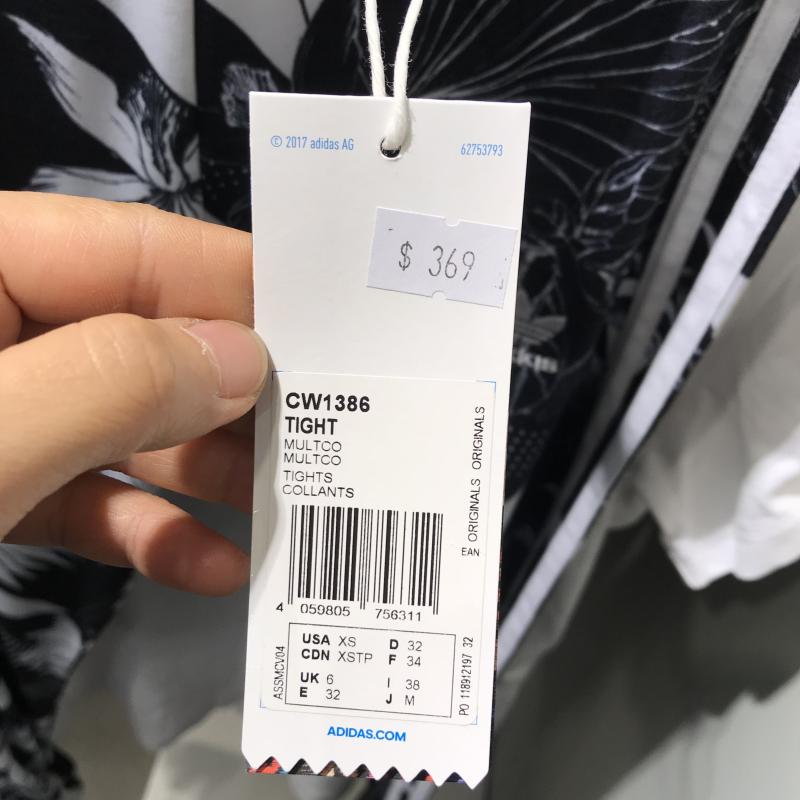 © 2017 adidas AG
62753793
$ 369
CW1386
TIGHT
MULTCO
MULTCO
TIGHTS
COLLANTS
ORIGINALS ORIGINALS
EAN
4 059805 756311
USA XS D 32
CDN XSTP F 34
UK 6 I 38
E 32 J M
ASSMCV04
PO 118912197 32
ADIDAS.COM